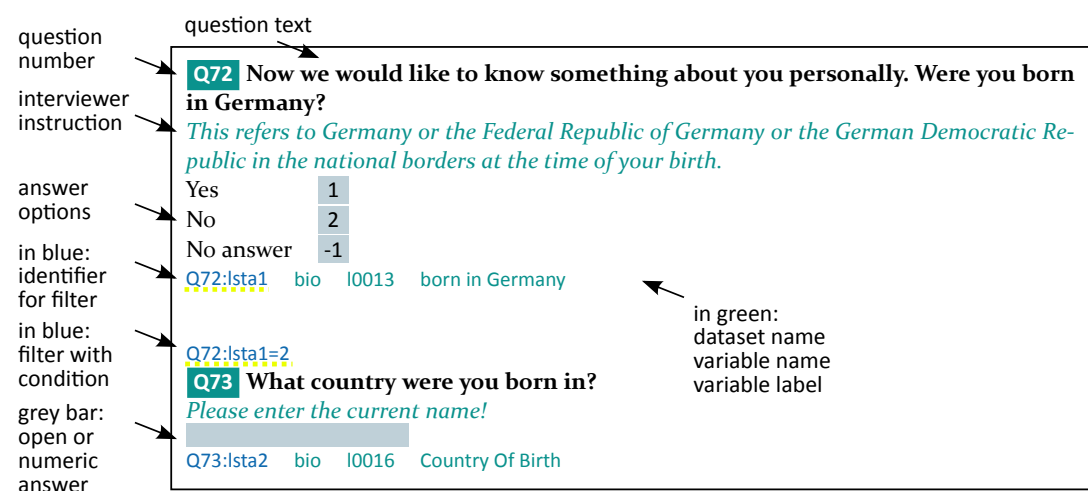 question text
question
number
Q72 Now we would like to know something about you personally. Were you born
in Germany?
interviewer
instruction
This refers to Germany or the Federal Republic of Germany or the German Democratic Re-
public in the national borders at the time of your birth.
answer
options
Yes 1
No 2
No answer -1
in blue:
identifier
for filter
Q72:lsta1 bio l0013 born in Germany
in green:
dataset name
variable name
variable label
in blue:
filter with
condition
Q72:lsta1=2
Q73 What country were you born in?
Please enter the current name!
grey bar:
open or
numeric
answer
Q73:lsta2 bio l0016 Country Of Birth